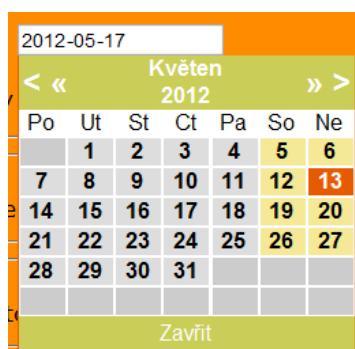 2012-05-17
< « Květen » >
2012
Po Ut St Ct Pa So Ne
1 2 3 4 5 6
7 8 9 10 11 12 13
14 15 16 17 18 19 20
21 22 23 24 25 26 27
28 29 30 31
Zavřít